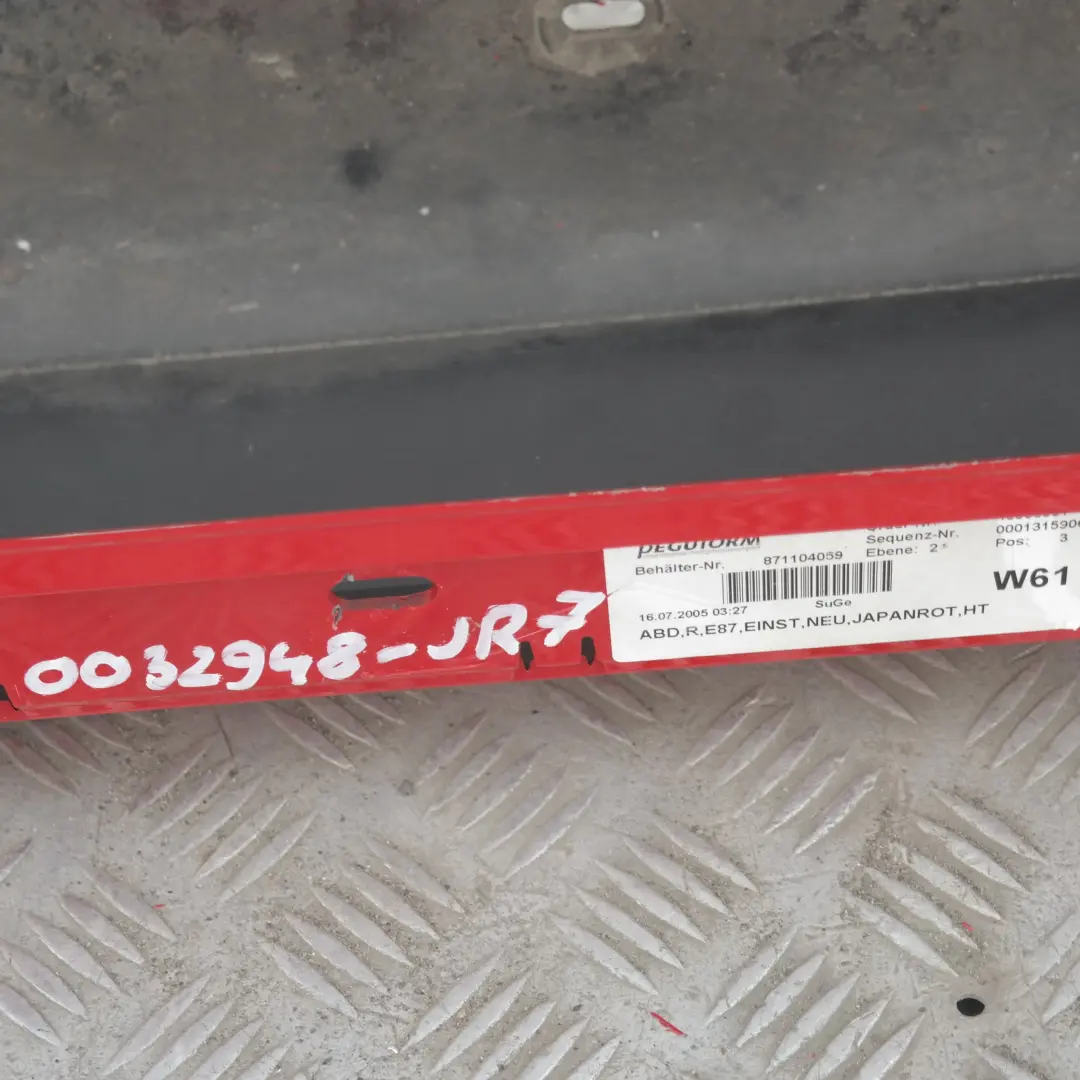 PEGUFORM
Behälter-Nr. 871104059
Sequenz-Nr. 000131590
Ebene: 2 Pos: 3
W61
16.07.2005 03:27 SuGe
ABD,R,E87,EINST,NEU,JAPANROT,HT
0032948-JR7